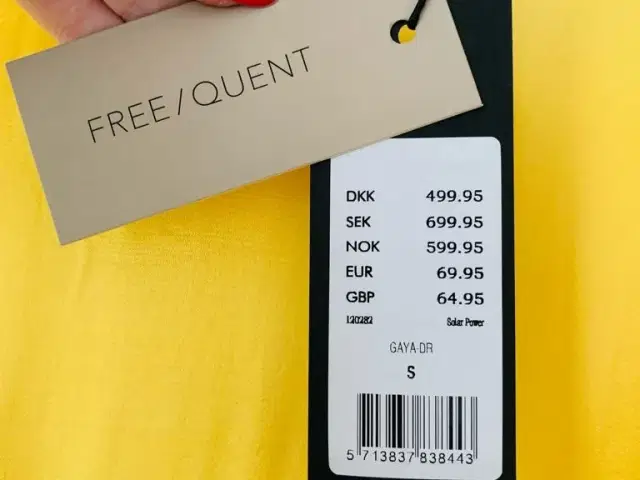 FREE/QUENT
DKK 499.95
SEK 699.95
NOK 599.95
EUR 69.95
GBP 64.95
120282 Solar Power
GAYA-DR
S
5 713837 838443